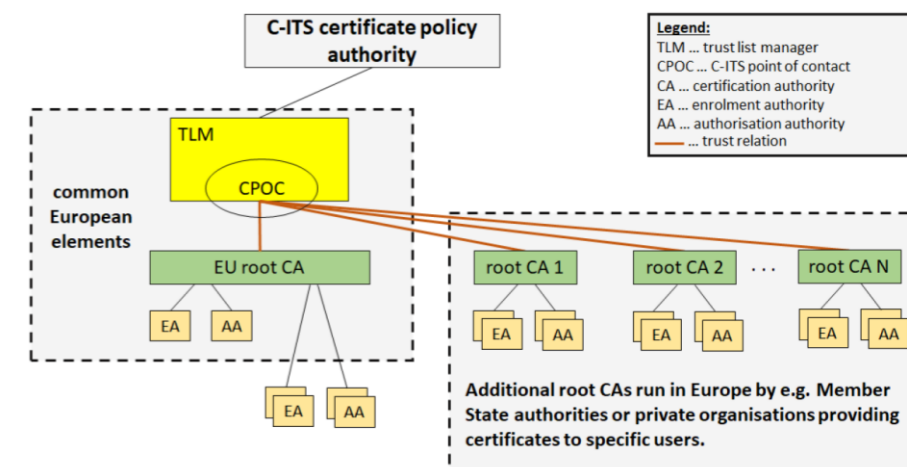 C-ITS certificate policy
authority
Legend:
TLM ... trust list manager
CPOC ... C-ITS point of contact
CA ... certification authority
EA ... enrolment authority
AA ... authorisation authority
... trust relation
TLM
CPOC
common
European
elements
EU root CA
EA
AA
EA
AA
root CA 1
root CA 2
. . .
root CA N
EA
AA
EA
AA
EA
AA
Additional root CAs run in Europe by e.g. Member
State authorities or private organisations providing
certificates to specific users.